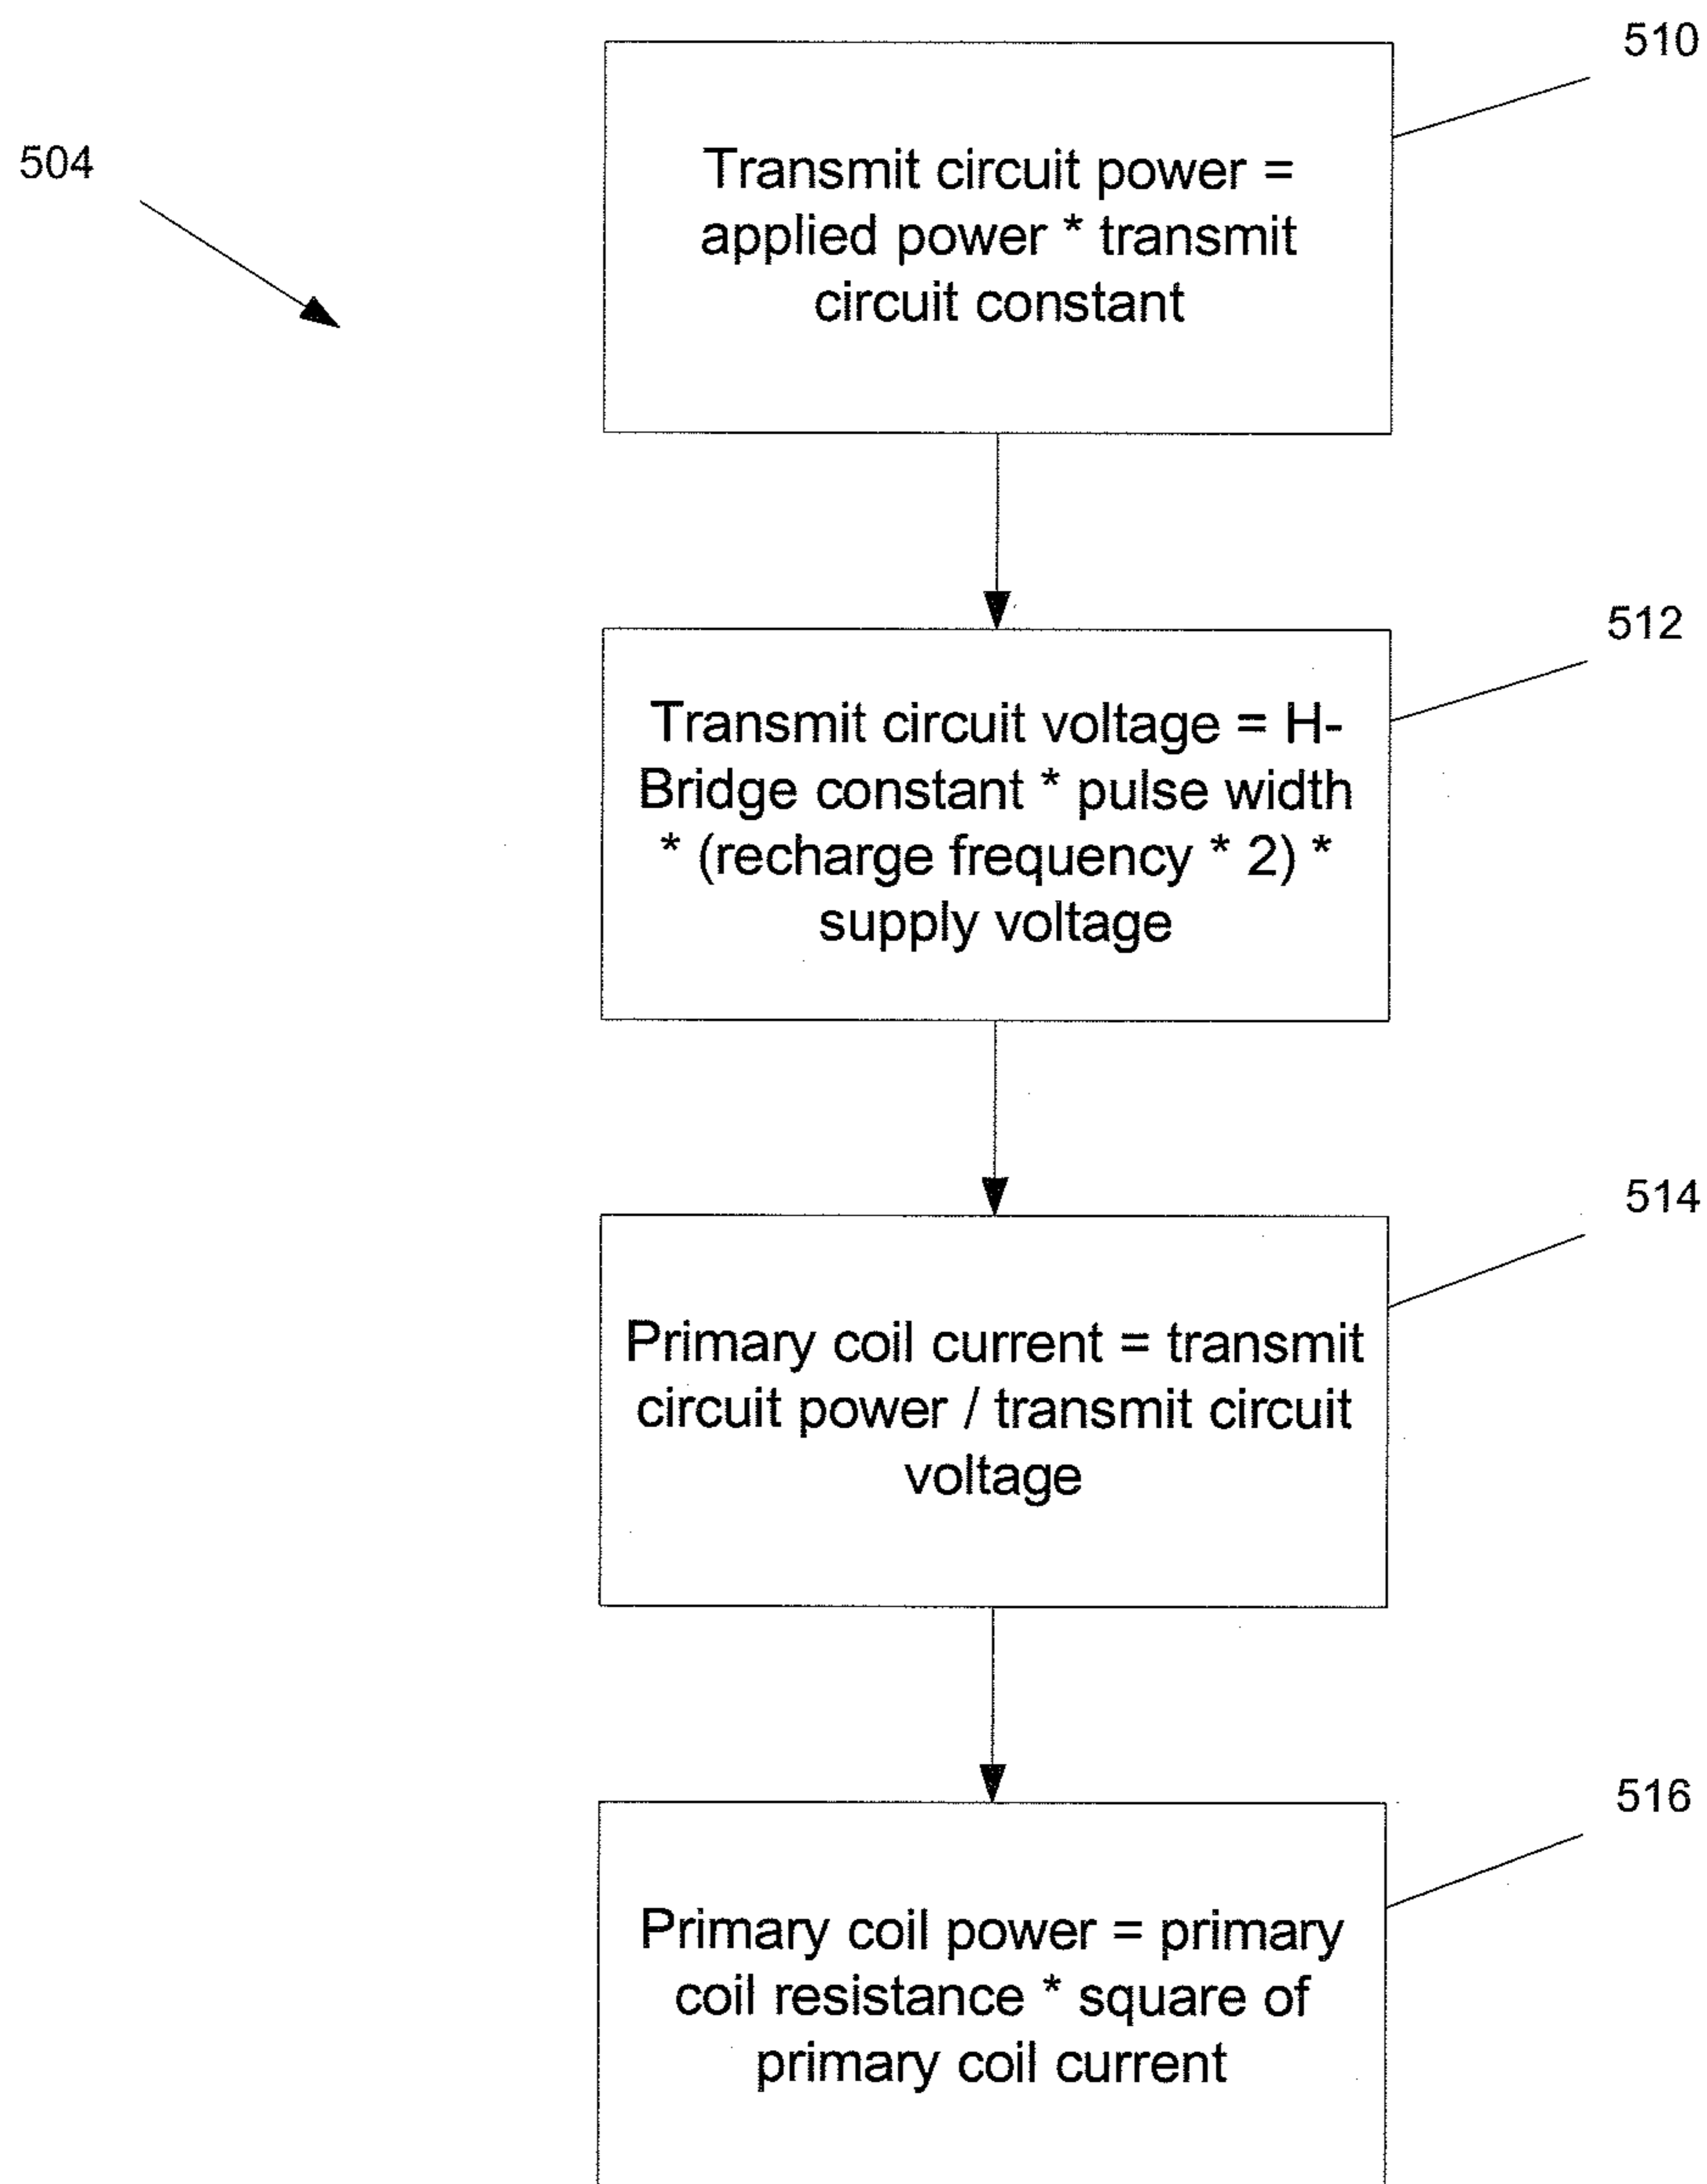 510
504
Transmit circuit power =
applied power * transmit
circuit constant
512
Transmit circuit voltage = H-
Bridge constant * pulse width
* (recharge frequency * 2) *
supply voltage
514
Primary coil current = transmit
circuit power / transmit circuit
voltage
516
Primary coil power = primary
coil resistance * square of
primary coil current